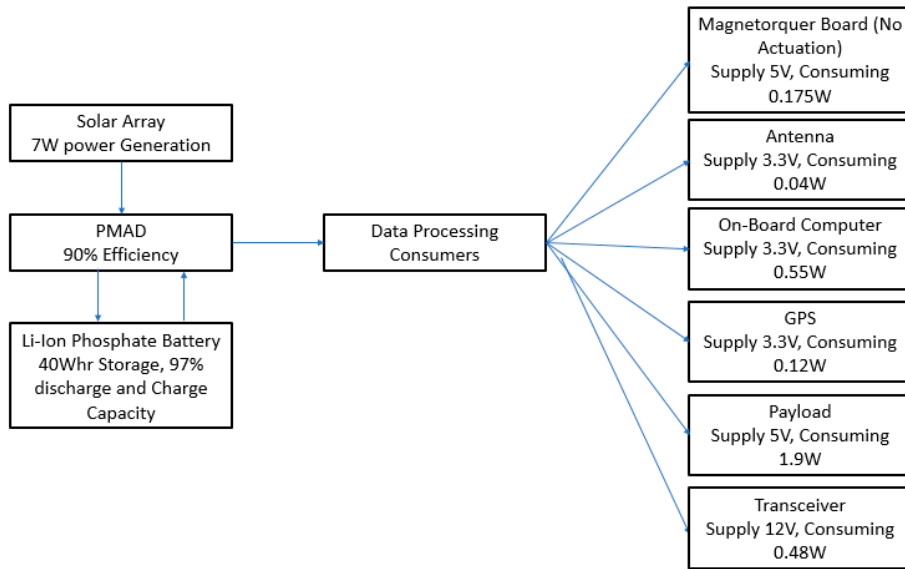 Solar Array
7W power Generation
PMAD
90% Efficiency
Li-Ion Phosphate Battery
40Whr Storage, 97%
discharge and Charge
Capacity
Data Processing
Consumers
Magnetorquer Board (No
Actuation)
Supply 5V, Consuming
0.175W
Antenna
Supply 3.3V, Consuming
0.04W
On-Board Computer
Supply 3.3V, Consuming
0.55W
GPS
Supply 3.3V, Consuming
0.12W
Payload
Supply 5V, Consuming
1.9W
Transceiver
Supply 12V, Consuming
0.48W